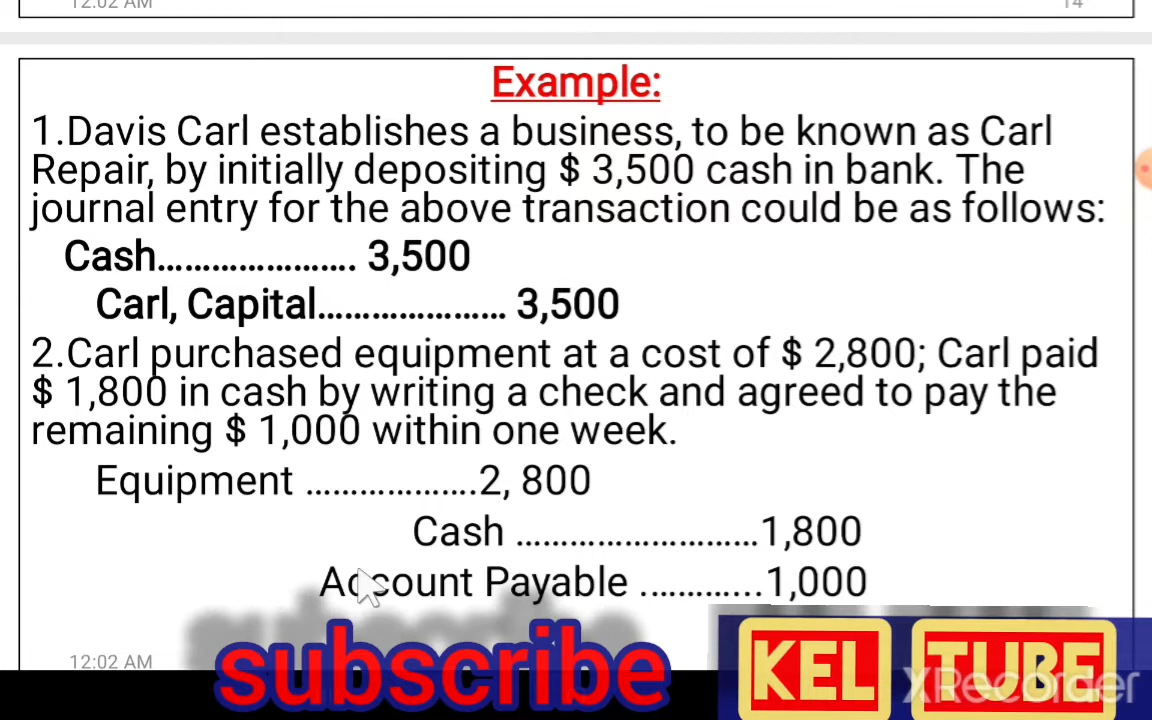 12:02 AM 14
Example:
1.Davis Carl establishes a business, to be known as Carl
Repair, by initially depositing $ 3,500 cash in bank. The
journal entry for the above transaction could be as follows:
Cash…………………. 3,500
Carl, Capital………………… 3,500
2.Carl purchased equipment at a cost of $ 2,800; Carl paid
$ 1,800 in cash by writing a check and agreed to pay the
remaining $ 1,000 within one week.
Equipment ……………….2, 800
Cash ………………………1,800
Account Payable …………..1,000
12:02 AM
subscribe
KEL TUBE
XRecorder